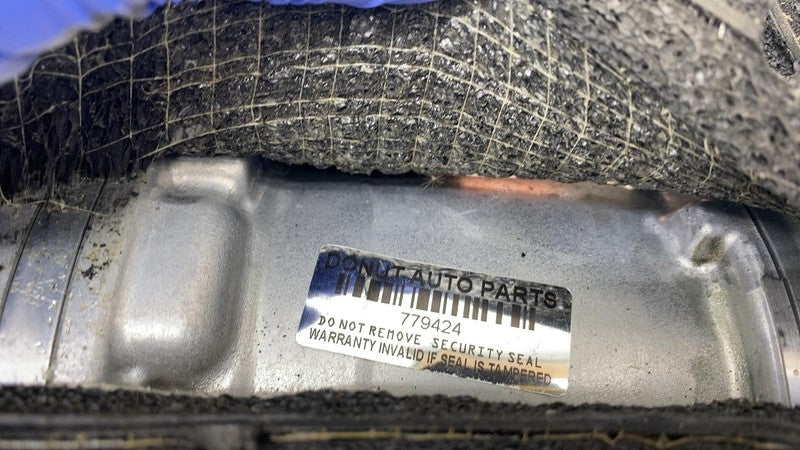 DONUT AUTO PARTS
779424
DO NOT REMOVE SECURITY SEAL
WARRANTY INVALID IF SEAL IS TAMPERED